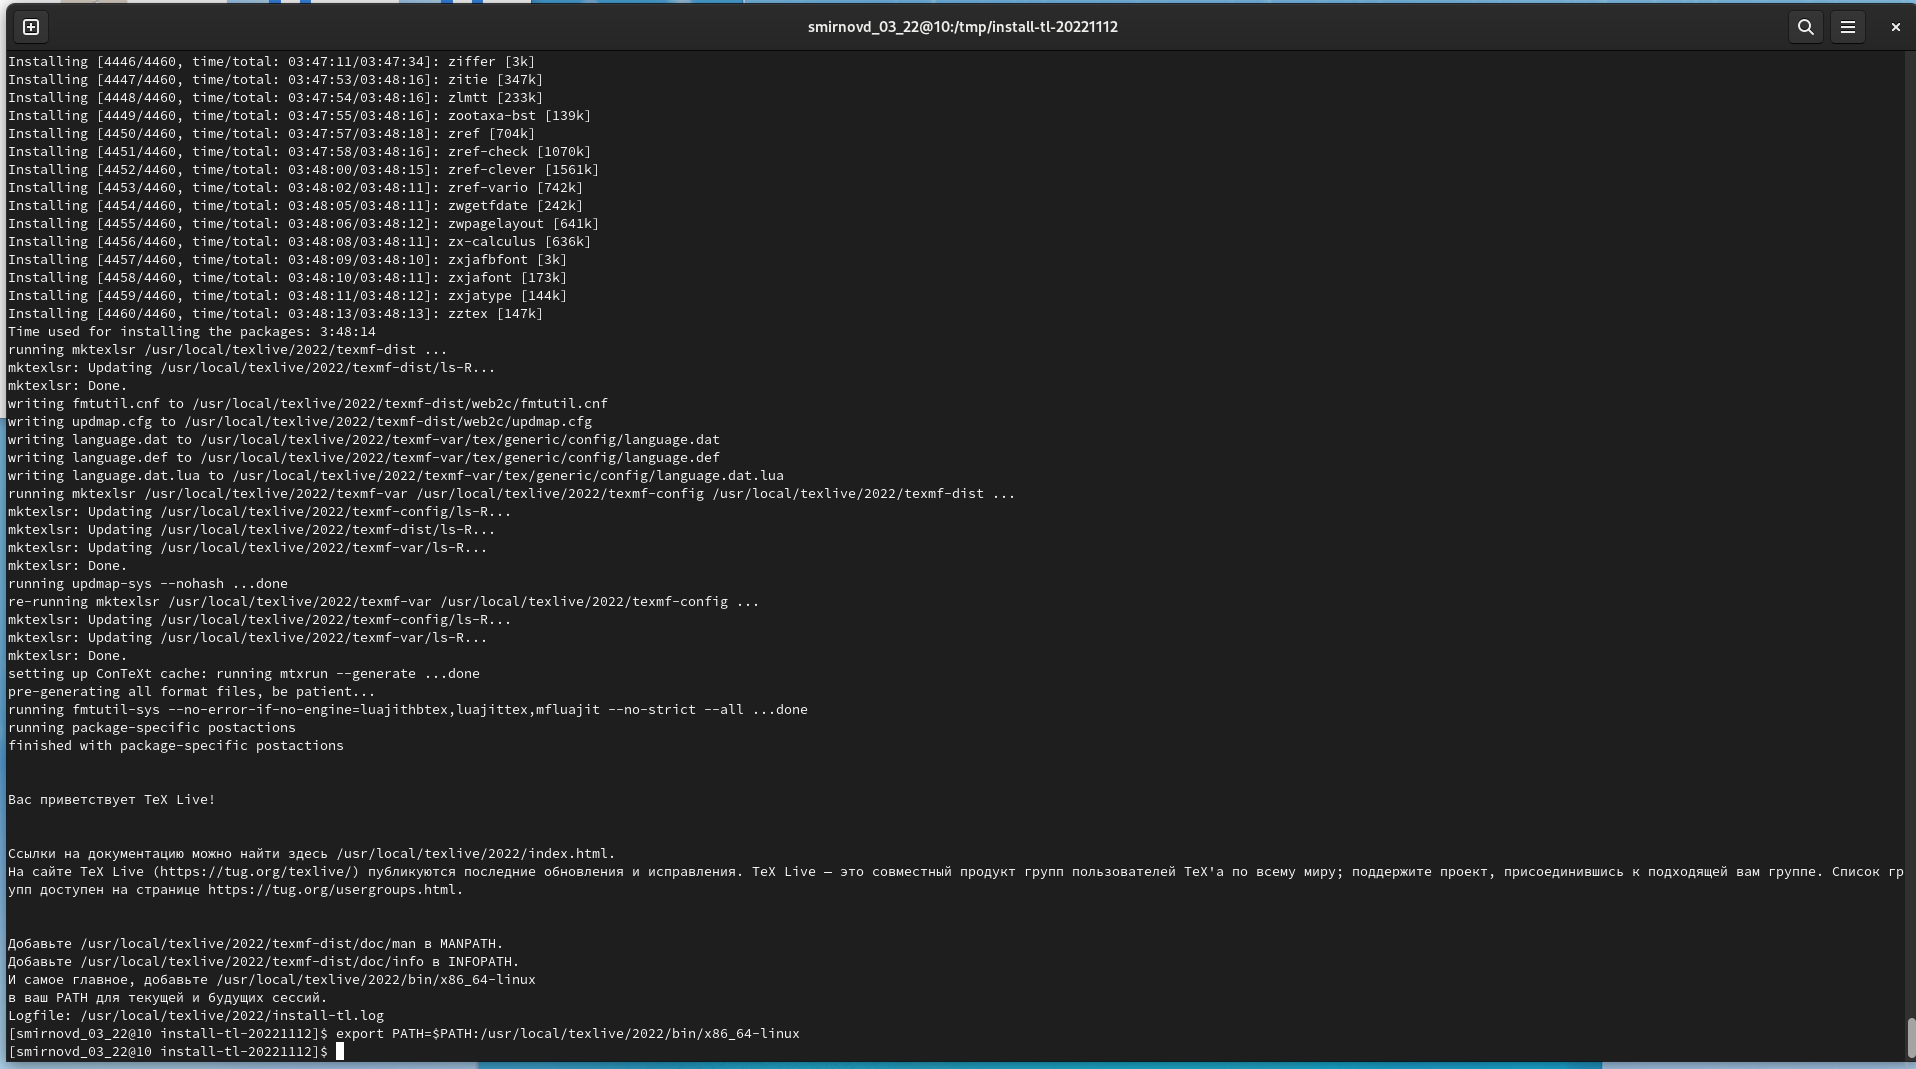 smirnovd_03_22@10:/tmp/install-tl-20221112
Installing [4446/4460, time/total: 03:47:11/03:47:34]: ziffer [3k]
Installing [4447/4460, time/total: 03:47:53/03:48:16]: zitie [347k]
Installing [4448/4460, time/total: 03:47:54/03:48:16]: zlmtt [233k]
Installing [4449/4460, time/total: 03:47:55/03:48:16]: zootaxa-bst [139k]
Installing [4450/4460, time/total: 03:47:57/03:48:18]: zref [704k]
Installing [4451/4460, time/total: 03:47:58/03:48:16]: zref-check [1070k]
Installing [4452/4460, time/total: 03:48:00/03:48:15]: zref-clever [1561k]
Installing [4453/4460, time/total: 03:48:02/03:48:11]: zref-vario [742k]
Installing [4454/4460, time/total: 03:48:05/03:48:11]: zwgetfdate [242k]
Installing [4455/4460, time/total: 03:48:06/03:48:12]: zwpagelayout [641k]
Installing [4456/4460, time/total: 03:48:08/03:48:11]: zx-calculus [636k]
Installing [4457/4460, time/total: 03:48:09/03:48:10]: zxjafbfont [3k]
Installing [4458/4460, time/total: 03:48:10/03:48:11]: zxjafont [173k]
Installing [4459/4460, time/total: 03:48:11/03:48:12]: zxjatype [144k]
Installing [4460/4460, time/total: 03:48:13/03:48:13]: zztex [147k]
Time used for installing the packages: 3:48:14
running mktexlsr /usr/local/texlive/2022/texmf-dist ...
mktexlsr: Updating /usr/local/texlive/2022/texmf-dist/ls-R...
mktexlsr: Done.
writing fmtutil.cnf to /usr/local/texlive/2022/texmf-dist/web2c/fmtutil.cnf
writing updmap.cfg to /usr/local/texlive/2022/texmf-dist/web2c/updmap.cfg
writing language.dat to /usr/local/texlive/2022/texmf-var/tex/generic/config/language.dat
writing language.def to /usr/local/texlive/2022/texmf-var/tex/generic/config/language.def
writing language.dat.lua to /usr/local/texlive/2022/texmf-var/tex/generic/config/language.dat.lua
running mktexlsr /usr/local/texlive/2022/texmf-var /usr/local/texlive/2022/texmf-config /usr/local/texlive/2022/texmf-dist ...
mktexlsr: Updating /usr/local/texlive/2022/texmf-config/ls-R...
mktexlsr: Updating /usr/local/texlive/2022/texmf-dist/ls-R...
mktexlsr: Updating /usr/local/texlive/2022/texmf-var/ls-R...
mktexlsr: Done.
running updmap-sys --nohash ...done
re-running mktexlsr /usr/local/texlive/2022/texmf-var /usr/local/texlive/2022/texmf-config ...
mktexlsr: Updating /usr/local/texlive/2022/texmf-config/ls-R...
mktexlsr: Updating /usr/local/texlive/2022/texmf-var/ls-R...
mktexlsr: Done.
setting up ConTeXt cache: running mtxrun --generate ...done
pre-generating all format files, be patient...
running fmtutil-sys --no-error-if-no-engine=luajithbtex,luajittex,mfluajit --no-strict --all ...done
running package-specific postactions
finished with package-specific postactions
Вас приветствует TeX Live!
Ссылки на документацию можно найти здесь /usr/local/texlive/2022/index.html.
На сайте TeX Live (https://tug.org/texlive/) публикуются последние обновления и исправления. TeX Live — это совместный продукт групп пользователей TeX'а по всему миру; поддержите проект, присоединившись к подходящей вам группе. Список гр
упп доступен на странице https://tug.org/usergroups.html.
Добавьте /usr/local/texlive/2022/texmf-dist/doc/man в MANPATH.
Добавьте /usr/local/texlive/2022/texmf-dist/doc/info в INFOPATH.
И самое главное, добавьте /usr/local/texlive/2022/bin/x86_64-linux
в ваш PATH для текущей и будущих сессий.
Logfile: /usr/local/texlive/2022/install-tl.log
[smirnovd_03_22@10 install-tl-20221112]$ export PATH=$PATH:/usr/local/texlive/2022/bin/x86_64-linux
[smirnovd_03_22@10 install-tl-20221112]$